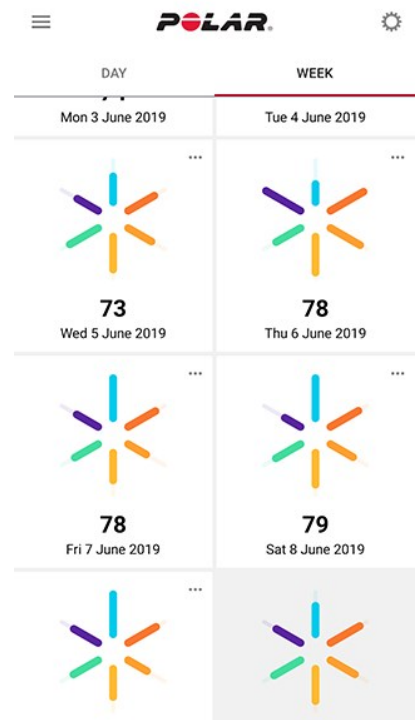 POLAR
DAY WEEK
Mon 3 June 2019 Tue 4 June 2019
73 78
Wed 5 June 2019 Thu 6 June 2019
78 79
Fri 7 June 2019 Sat 8 June 2019